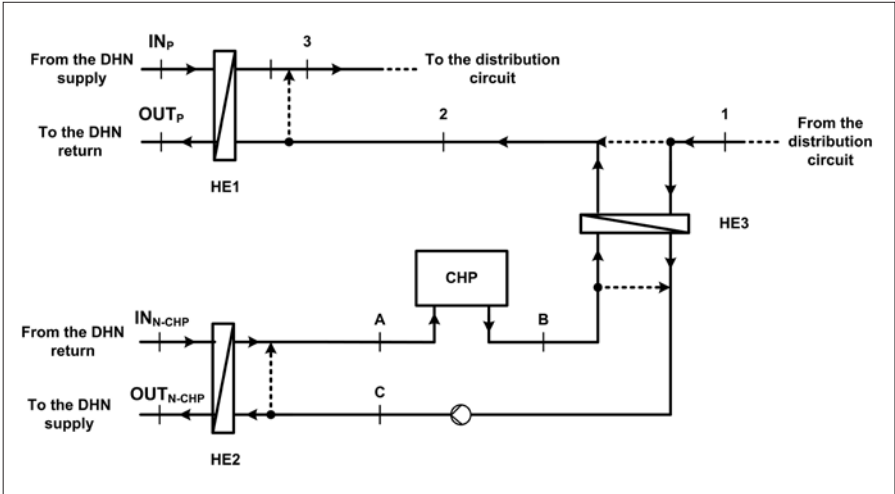 IN_P
3
From the DHN
supply
To the distribution
circuit
OUT_P
2
1
To the DHN
return
From the
distribution
circuit
HE1
HE3
CHP
IN_N-CHP
A
B
From the DHN
return
OUT_N-CHP
C
To the DHN
supply
HE2